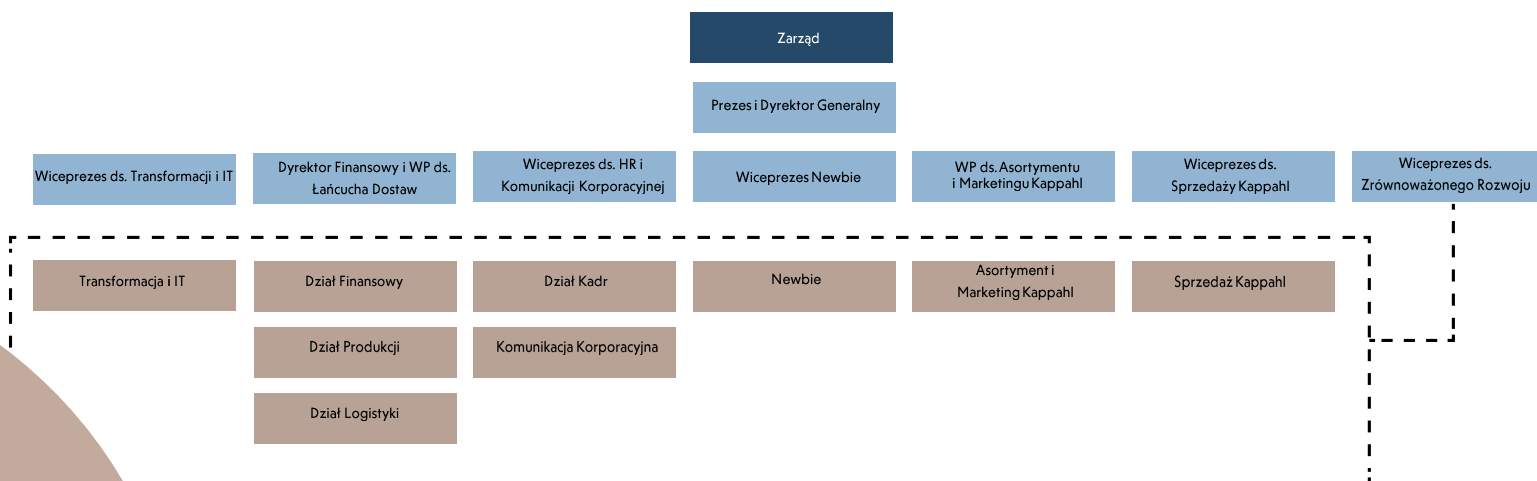 Zarząd
Prezes i Dyrektor Generalny
Wiceprezes ds. Transformacji i IT
Dyrektor Finansowy i WP ds.
Łańcucha Dostaw
Wiceprezes ds. HR i
Komunikacji Korporacyjnej
Wiceprezes Newbie
WP ds. Asortymentu
i Marketingu Kappahl
Wiceprezes ds.
Sprzedaży Kappahl
Wiceprezes ds.
Zrównoważonego Rozwoju
Transformacja i IT
Dział Finansowy
Dział Kadr
Newbie
Asortyment i
Marketing Kappahl
Sprzedaż Kappahl
Dział Produkcji
Komunikacja Korporacyjna
Dział Logistyki